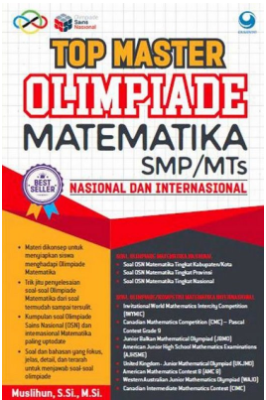 Kompetisi
Sains
Nasional
TOP MASTER
OLIMPIADE
MATEMATIKA
SMP/MTs
BEST
SELLER
NASIONAL DAN INTERNASIONAL
Materi dikonsep untuk
menyiapkan siswa
menghadapi Olimpiade
Matematika
Trik jitu penyelesaian
soal-soal Olimpiade
Matematika dari soal
termudah sampai tersulit.
Kumpulan soal Olimpiade
Sains Nasional (OSN) dan
Internasional Matematika
paling uptodate
Soal dan bahasan yang fokus,
jelas, detail, dan terarah
untuk menjawab soal-soal
olimpiade
Soal OSN Matematika Tingkat Kabupaten/Kota
Soal OSN Matematika Tingkat Provinsi
Soal OSN Matematika Tingkat Nasional
Invitational World Mathematics Intercity Competition
(IWYMIC)
Canadian Mathematics Competition (CMC) – Pascal
Contest Grade 9
Junior Balkan Mathematical Olympiad (JBMO)
American Junior High School Mathematics Examinations
(AJHSME)
United Kingdom - Junior Mathematical Olympiad (UKJMO)
American Mathematics Contest 8 (AMC 8)
Western Australian Junior Mathematics Olympiad (WAJO)
Canadian Intermediate Mathematics Contest (CIMC)
Muslihun, S.Si., M.Si.